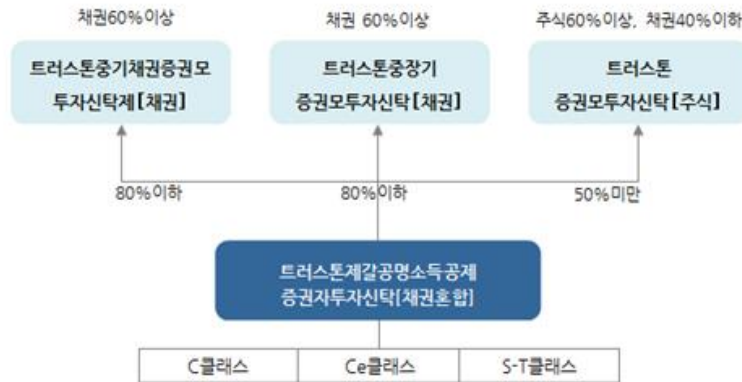 채권60%이상
채권 60%이상
주식60%이상, 채권40%이하
트러스톤중기채권증권모
투자신탁제[채권]
트러스톤중장기
증권모투자신탁[채권]
트러스톤
증권모투자신탁[주식]
80%이하
80%이하
50%미만
트러스톤제갈공명소득공제
증권자투자신탁[채권혼합]
C클래스
Ce클래스
S-T클래스